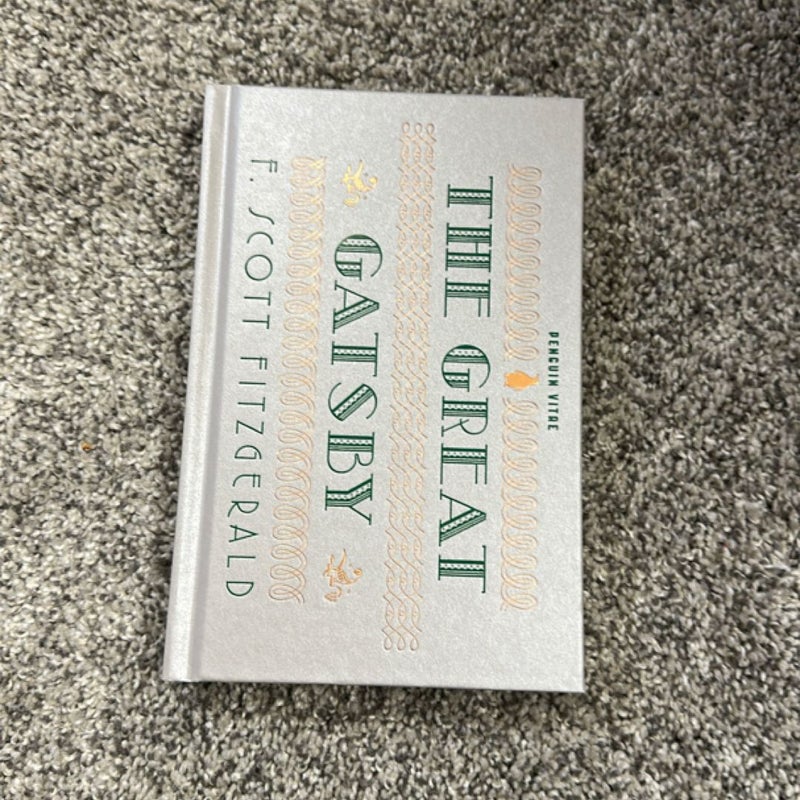 PENGUIN VITAE
THE GREAT
GATSBY
F. SCOTT FITZGERALD